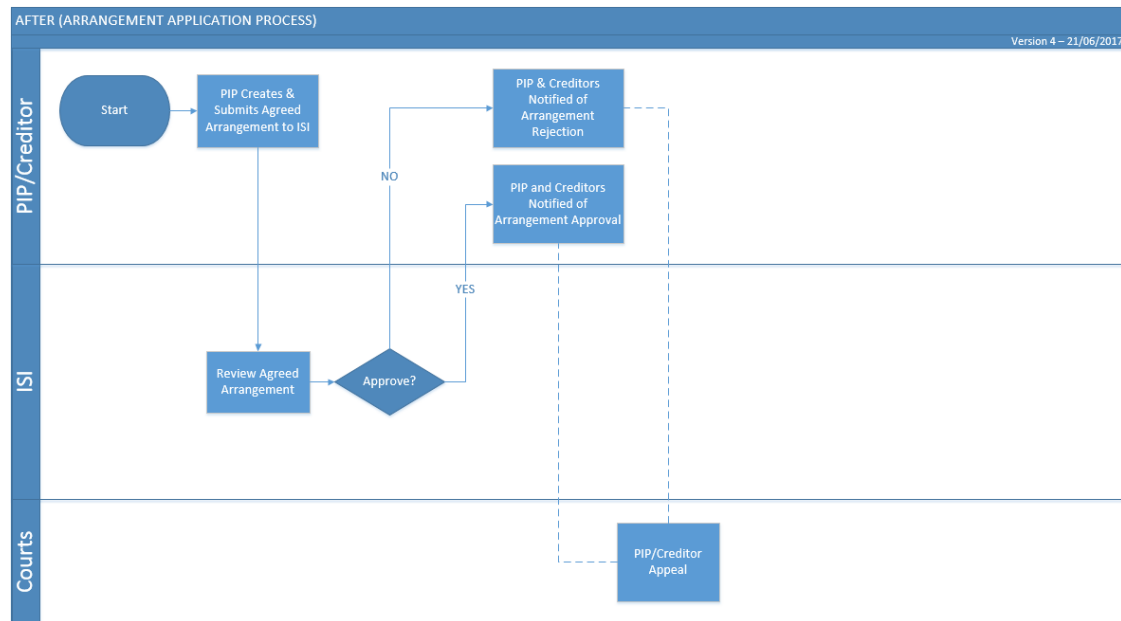 AFTER (ARRANGEMENT APPLICATION PROCESS)
Version 4 – 21/06/2017
PIP/Creditor
Start
PIP Creates &
Submits Agreed
Arrangement to ISI
PIP & Creditors
Notified of
Arrangement
Rejection
NO
PIP and Creditors
Notified of
Arrangement Approval
YES
ISI
Review Agreed
Arrangement
Approve?
Courts
PIP/Creditor
Appeal